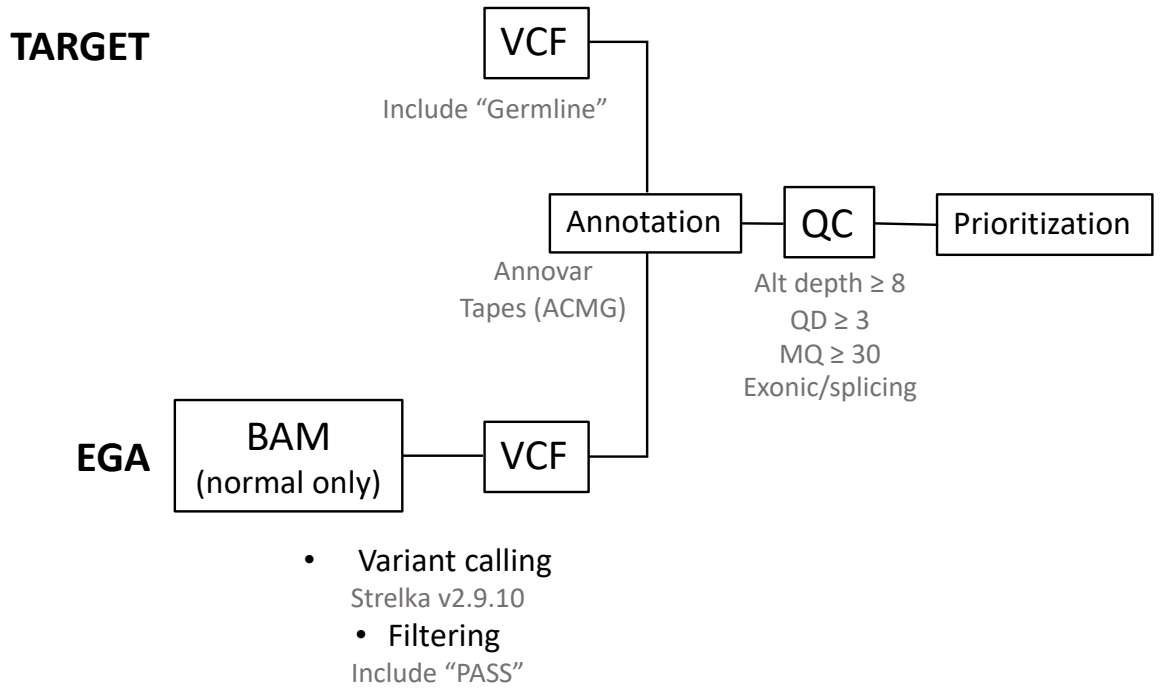 TARGET
VCF
Include “Germline”
Annotation
QC
Prioritization
Annovar
Tapes (ACMG)
Alt depth ≥ 8
QD ≥ 3
MQ ≥ 30
Exonic/splicing
EGA
BAM
(normal only)
VCF
• Variant calling
Strelka v2.9.10
• Filtering
Include “PASS”